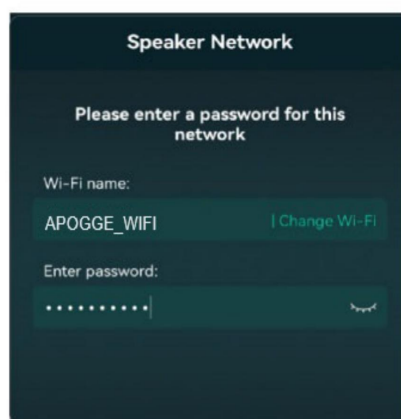 Speaker Network
Please enter a password for this
network
Wi-Fi name:
APOGGE_WIFI | Change Wi-Fi
Enter password:
••••••••••